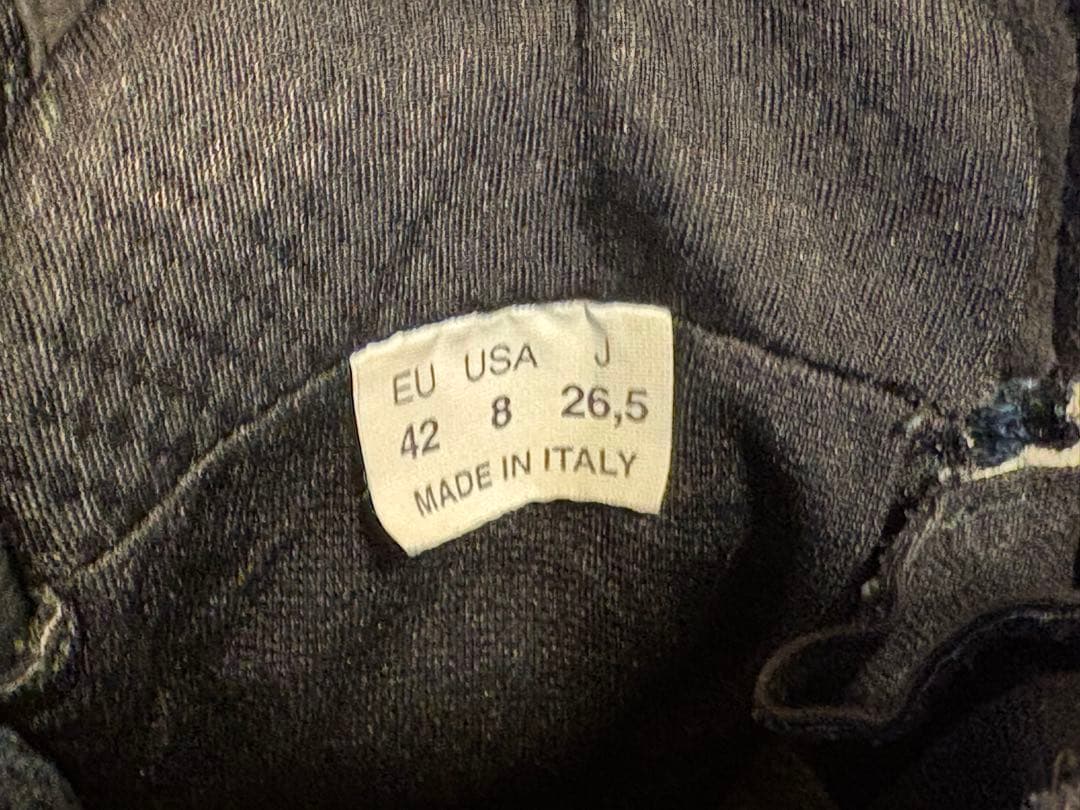 EU USA J
42 8 26,5
MADE IN ITALY